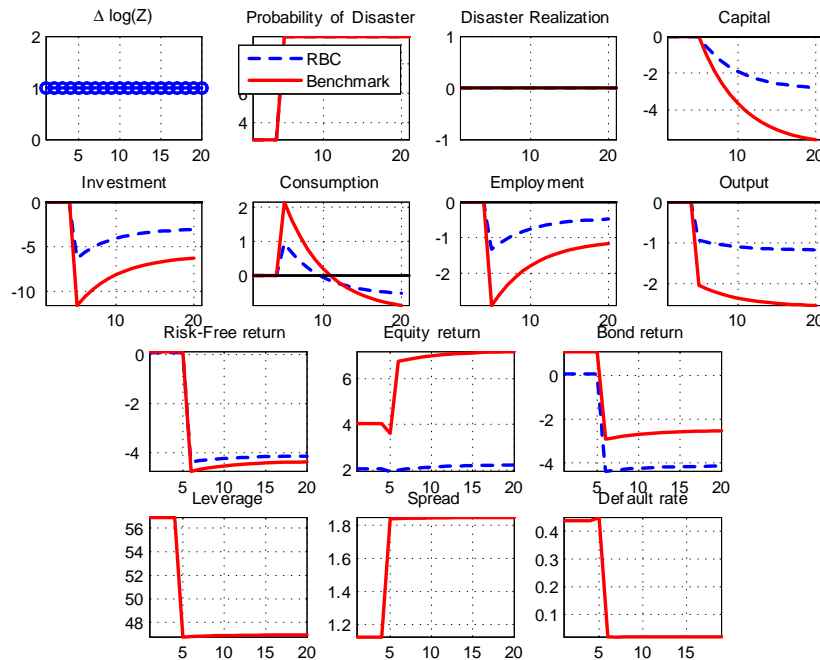 Δ log(Z)
Probability of Disaster
Disaster Realization
Capital
2
1
0
5 10 15 20
RBC
Benchmark
6
4
10 20
1
0
-1
10 20
0
-2
-4
10 20
Investment
Consumption
Employment
Output
0
-5
-10
10 20
2
1
0
10 20
0
-1
-2
10 20
0
-1
-2
10 20
Risk-Free return
Equity return
Bond return
0
-2
-4
5 10 15 20
6
4
2
5 10 15 20
0
-2
-4
5 10 15 20
Leverage
Spread
Default rate
56
54
52
50
48
5 10 15
1.8
1.6
1.4
1.2
5 10 15 20
0.4
0.3
0.2
0.1
5 10 15